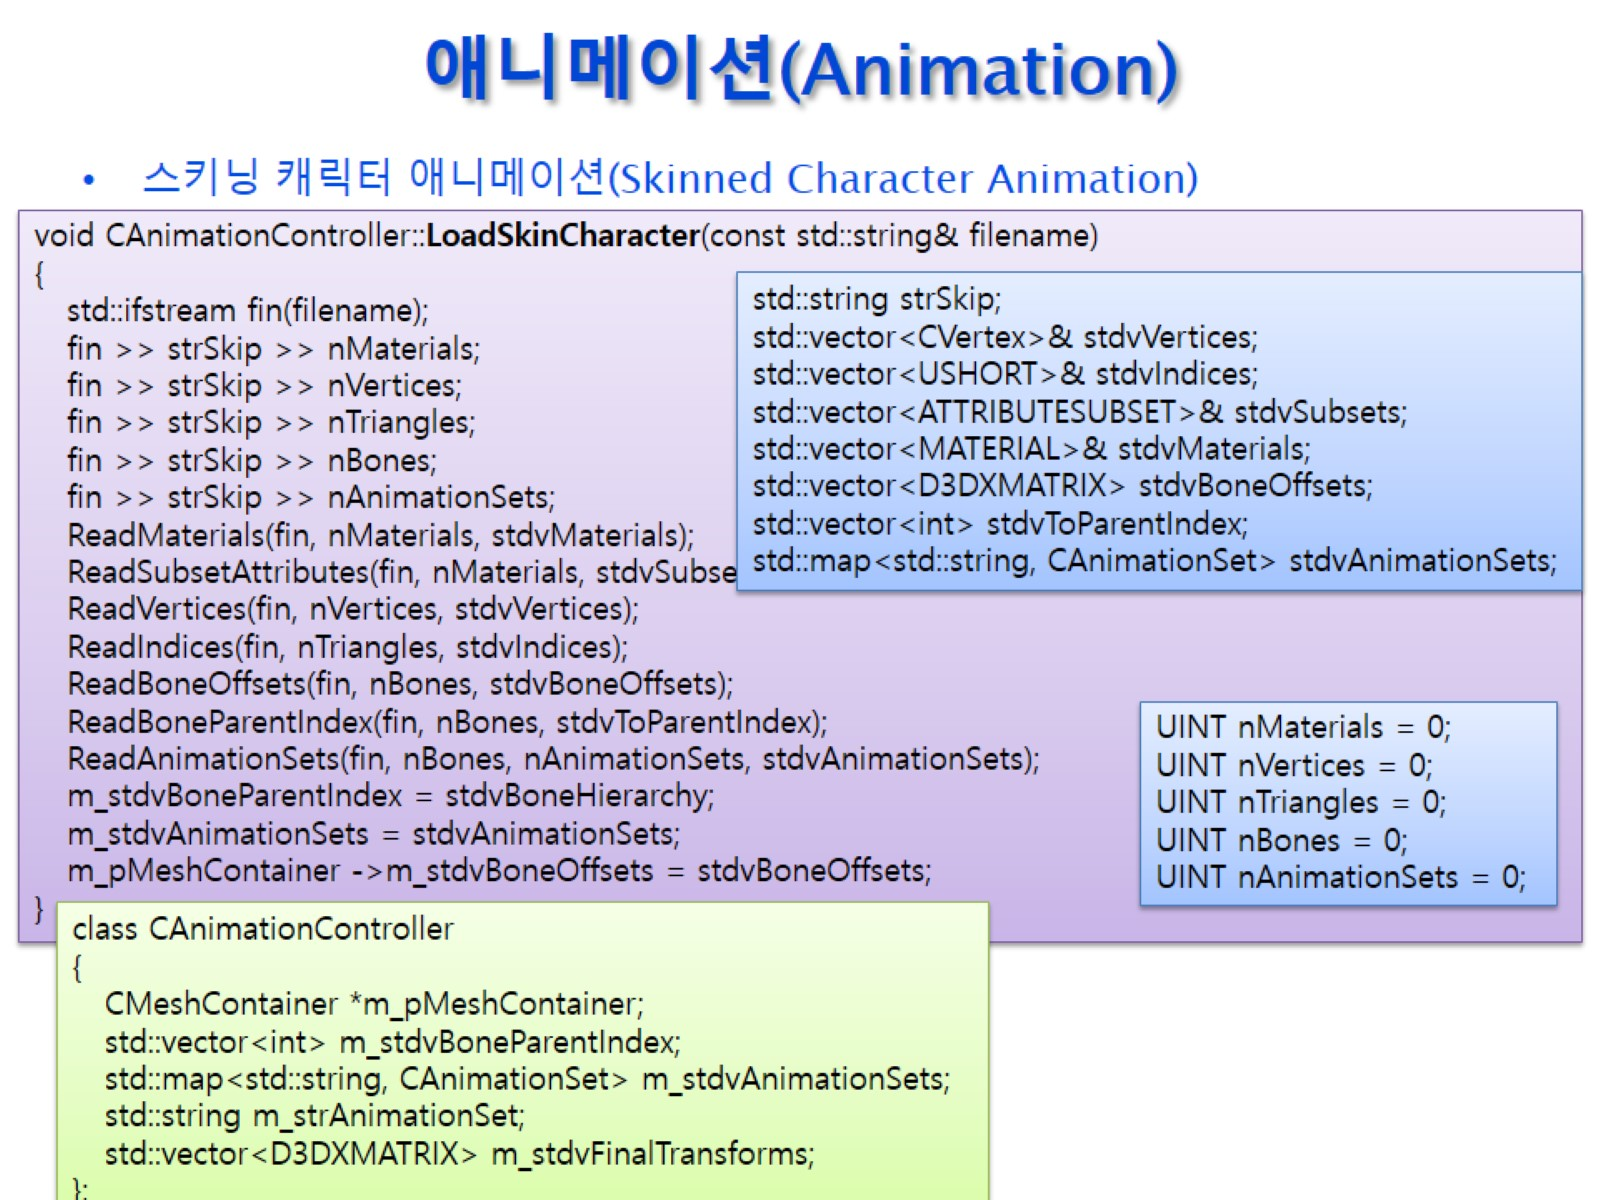 애니메이션(Animation)
• 스키닝 캐릭터 애니메이션(Skinned Character Animation)
void CAnimationController::LoadSkinCharacter(const std::string& filename)
{
std::ifstream fin(filename);
fin >> strSkip >> nMaterials;
fin >> strSkip >> nVertices;
fin >> strSkip >> nTriangles;
fin >> strSkip >> nBones;
fin >> strSkip >> nAnimationSets;
ReadMaterials(fin, nMaterials, stdvMaterials);
ReadSubsetAttributes(fin, nMaterials, stdvSubse
ReadVertices(fin, nVertices, stdvVertices);
ReadIndices(fin, nTriangles, stdvIndices);
ReadBoneOffsets(fin, nBones, stdvBoneOffsets);
ReadBoneParentIndex(fin, nBones, stdvToParentIndex);
ReadAnimationSets(fin, nBones, nAnimationSets, stdvAnimationSets);
m_stdvBoneParentIndex = stdvBoneHierarchy;
m_stdvAnimationSets = stdvAnimationSets;
m_pMeshContainer ->m_stdvBoneOffsets = stdvBoneOffsets;
}
std::string strSkip;
std::vector<CVertex>& stdvVertices;
std::vector<USHORT>& stdvIndices;
std::vector<ATTRIBUTESUBSET>& stdvSubsets;
std::vector<MATERIAL>& stdvMaterials;
std::vector<D3DXMATRIX> stdvBoneOffsets;
std::vector<int> stdvToParentIndex;
std::map<std::string, CAnimationSet> stdvAnimationSets;
UINT nMaterials = 0;
UINT nVertices = 0;
UINT nTriangles = 0;
UINT nBones = 0;
UINT nAnimationSets = 0;
class CAnimationController
{
CMeshContainer *m_pMeshContainer;
std::vector<int> m_stdvBoneParentIndex;
std::map<std::string, CAnimationSet> m_stdvAnimationSets;
std::string m_strAnimationSet;
std::vector<D3DXMATRIX> m_stdvFinalTransforms;
};